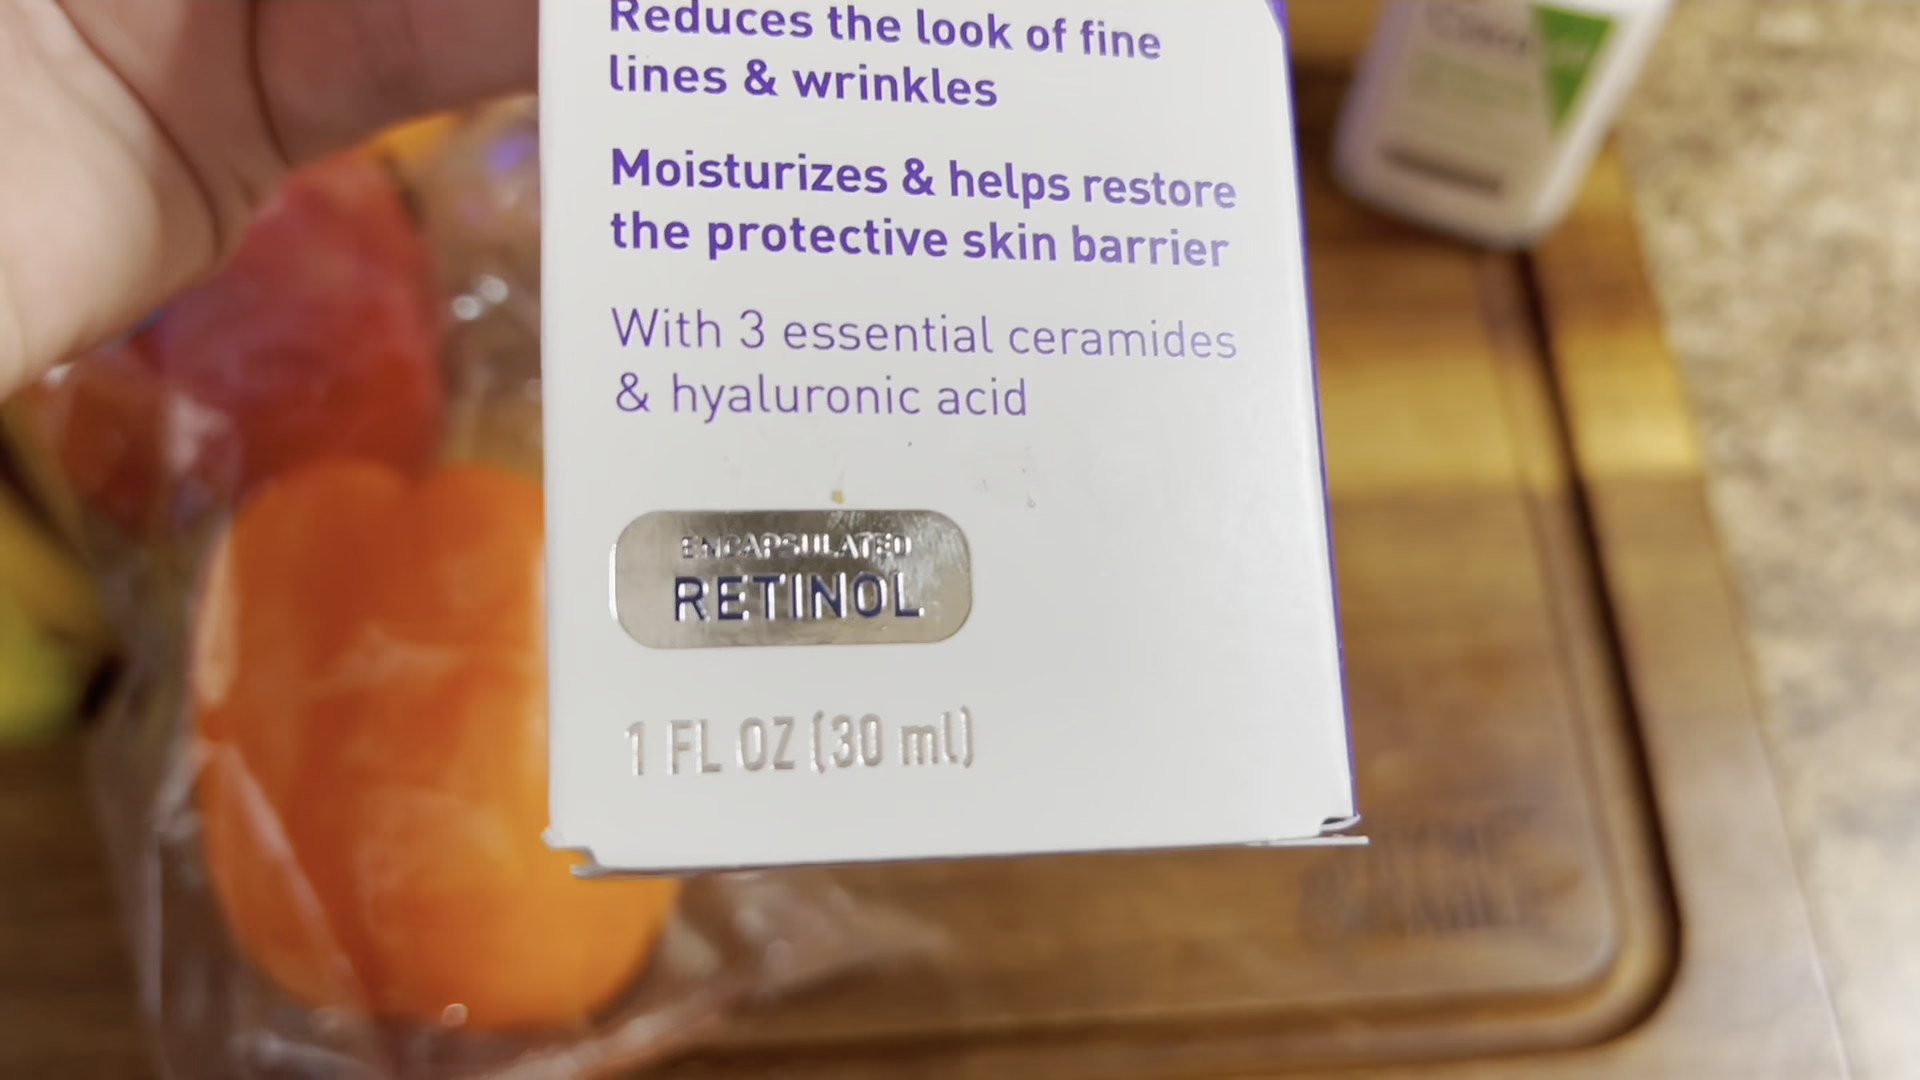 Reduces the look of fine
lines & wrinkles
Moisturizes & helps restore
the protective skin barrier
With 3 essential ceramides
& hyaluronic acid
ENCAPSULATED
RETINOL
1 FL OZ (30 ml)